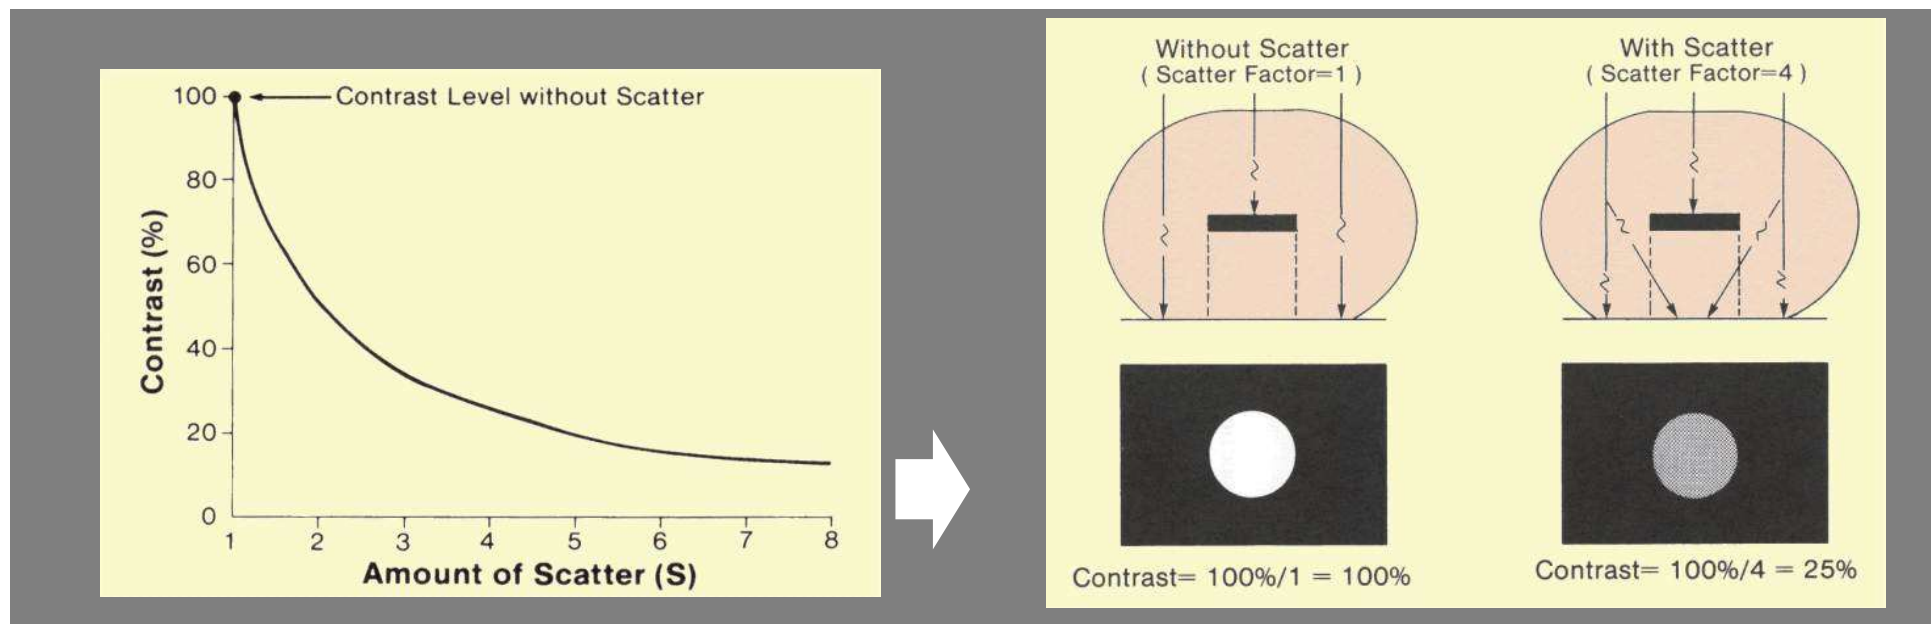 100
Contrast Level without Scatter
80
60
40
20
0
Contrast (%)
1 2 3 4 5 6 7 8
Amount of Scatter (S)
Without Scatter
( Scatter Factor=1 )
With Scatter
( Scatter Factor=4 )
Contrast= 100%/1 = 100%
Contrast= 100%/4 = 25%